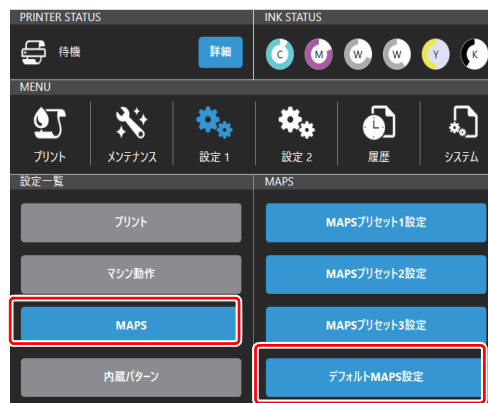 PRINTER STATUS
INK STATUS
待機
詳細
C M W W Y K
MENU
プリント メンテナンス 設定 1 設定 2 履歴 システム
設定一覧
MAPS
プリント
MAPSプリセット1設定
マシン動作
MAPSプリセット2設定
MAPS
MAPSプリセット3設定
内蔵パターン
デフォルトMAPS設定